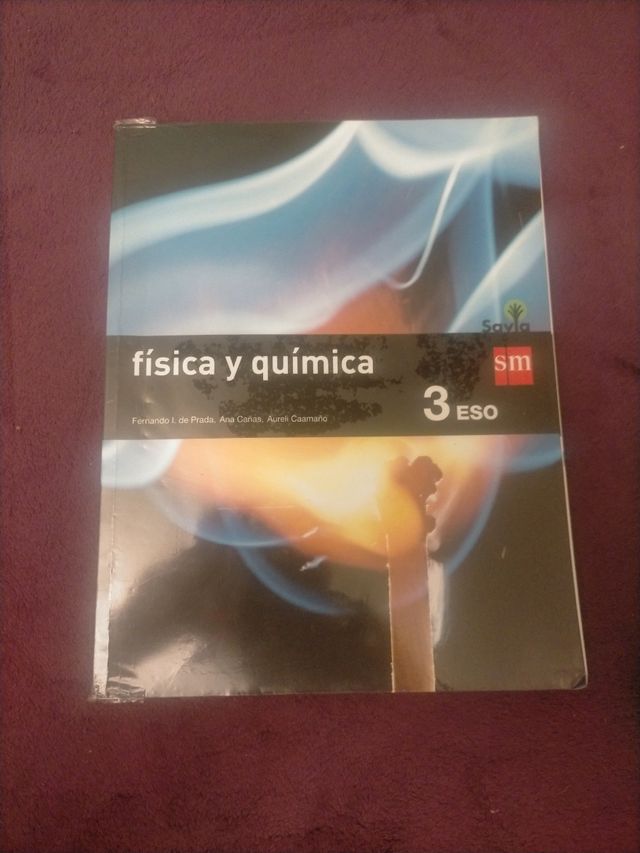 Savia
sm
física y química
3 ESO
Fernando I. de Prada, Ana Cañas, Aureli Caamaño